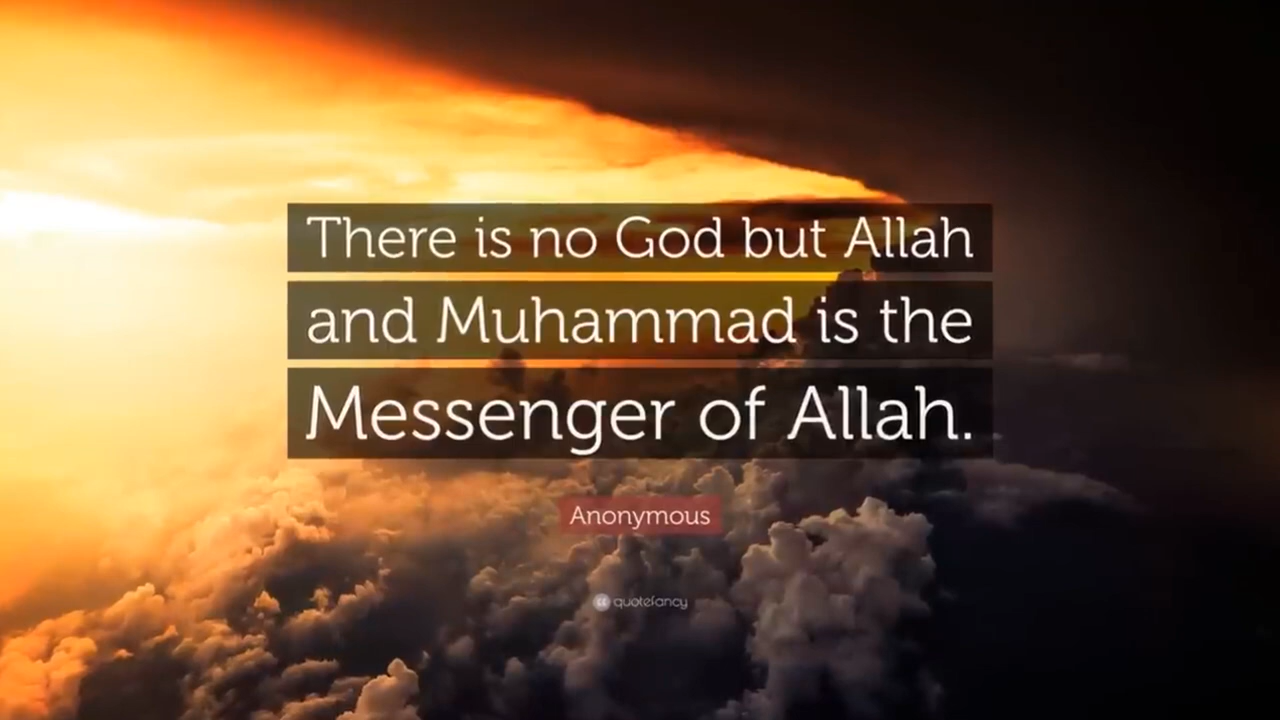 There is no God but Allah
and Muhammad is the
Messenger of Allah.
Anonymous
quotefancy